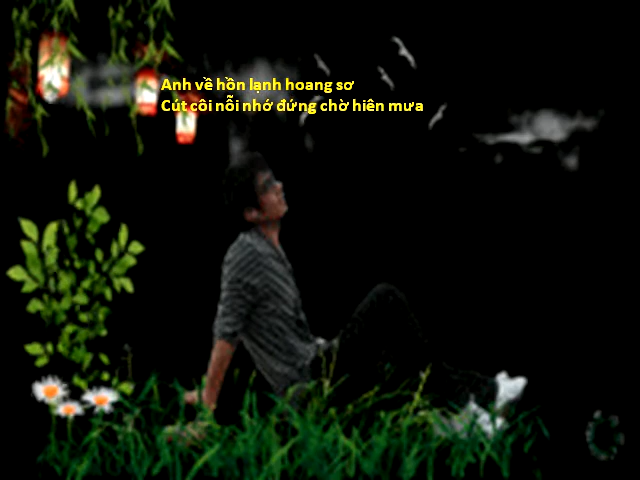 Anh về hồn lạnh hoang sơ
Cút côi nỗi nhớ đứng chờ hiên mưa